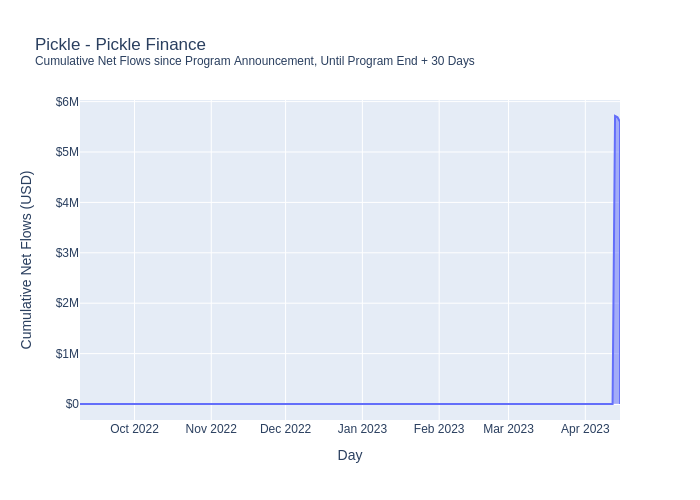 Pickle - Pickle Finance
Cumulative Net Flows since Program Announcement, Until Program End + 30 Days
$6M
$5M
$4M
$3M
$2M
$1M
$0
Cumulative Net Flows (USD)
Oct 2022
Nov 2022
Dec 2022
Jan 2023
Feb 2023
Mar 2023
Apr 2023
Day